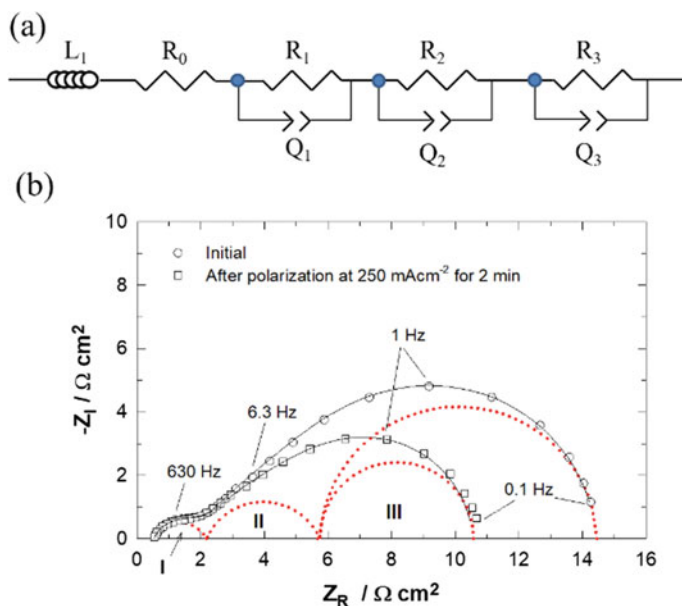 (a)
L₁ R₀ R₁ R₂ R₃
Q₁ Q₂ Q₃
(b)
10
8
6
4
2
0
-Z_I / Ω cm²
Initial
After polarization at 250 mAcm⁻² for 2 min
1 Hz
6.3 Hz
630 Hz
0.1 Hz
I
II
III
0 2 4 6 8 10 12 14 16
Z_R / Ω cm²